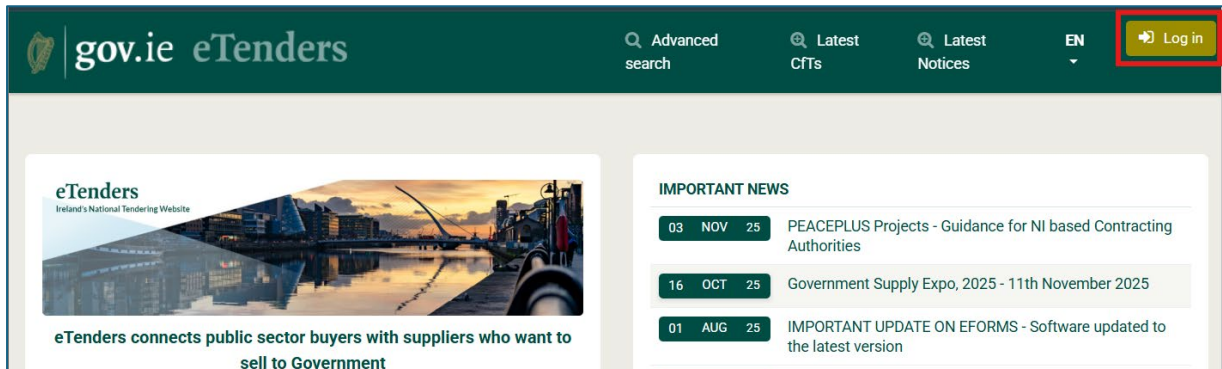 gov.ie eTenders
Advanced search
Latest CfTs
Latest Notices
EN
Log in
eTenders
Ireland's National Tendering Website
eTenders connects public sector buyers with suppliers who want to
sell to Government
IMPORTANT NEWS
03 NOV 25
PEACEPLUS Projects - Guidance for NI based Contracting
Authorities
16 OCT 25
Government Supply Expo, 2025 - 11th November 2025
01 AUG 25
IMPORTANT UPDATE ON EFORMS - Software updated to
the latest version